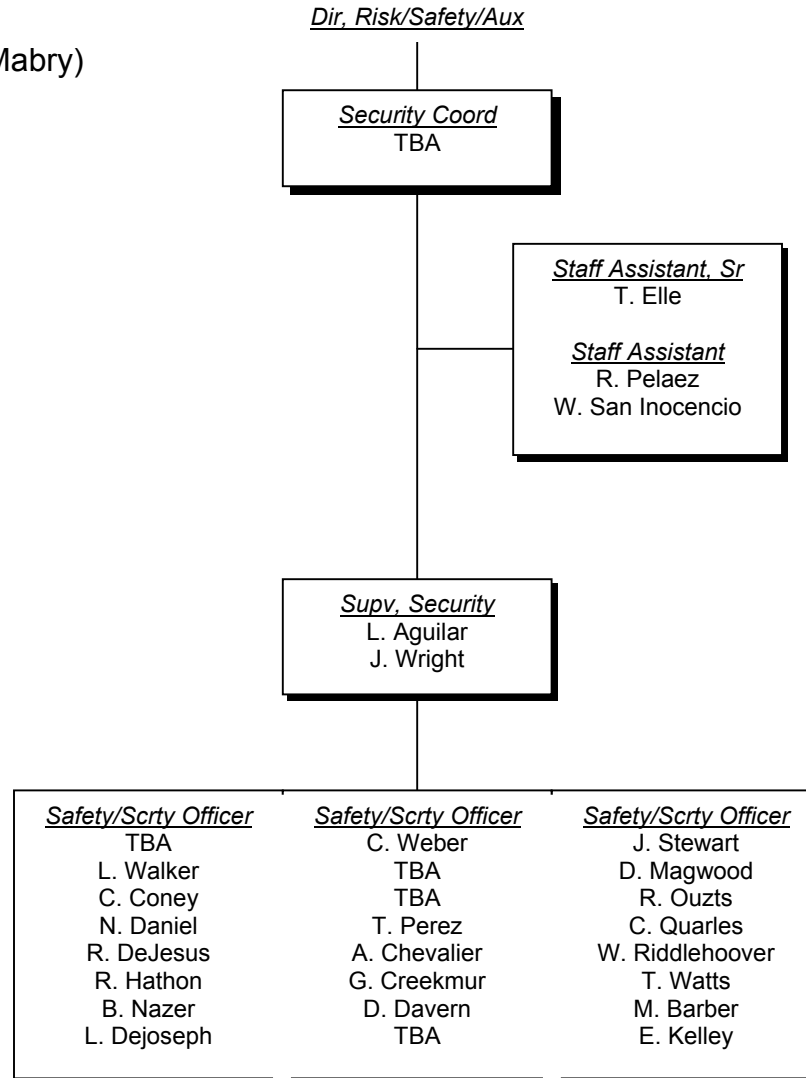 Dir, Risk/Safety/Aux
Mabry)
Security Coord
TBA
Staff Assistant, Sr
T. Elle
Staff Assistant
R. Pelaez
W. San Inocencio
Supv, Security
L. Aguilar
J. Wright
Safety/Scrty Officer
TBA
L. Walker
C. Coney
N. Daniel
R. DeJesus
R. Hathon
B. Nazer
L. Dejoseph
Safety/Scrty Officer
C. Weber
TBA
TBA
T. Perez
A. Chevalier
G. Creekmur
D. Davern
TBA
Safety/Scrty Officer
J. Stewart
D. Magwood
R. Ouzts
C. Quarles
W. Riddlehoover
T. Watts
M. Barber
E. Kelley